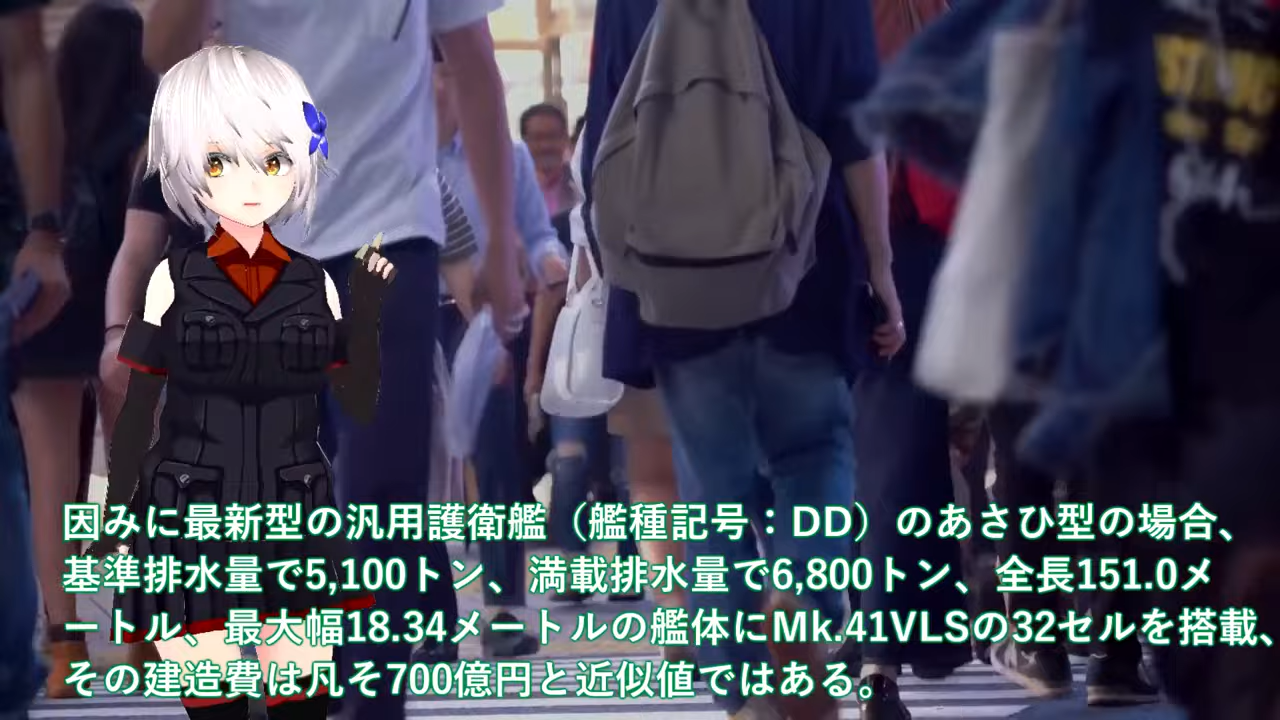 STRONG
因みに最新型の汎用護衛艦（艦種記号：DD）のあさひ型の場合、
基準排水量で5,100トン、満載排水量で6,800トン、全長151.0メ
ートル、最大幅18.34メートルの艦体にMk.41VLSの32セルを搭載、
その建造費は凡そ700億円と近似値ではある。